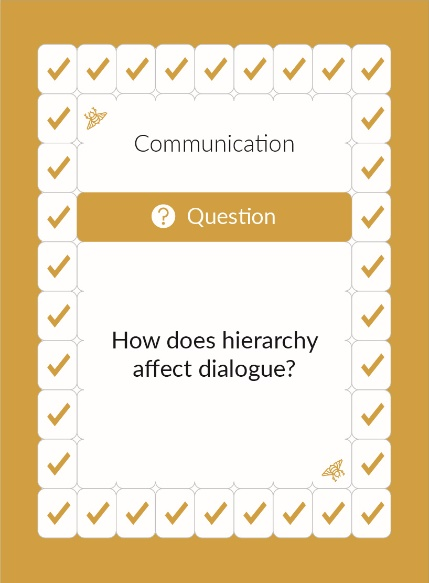 Communication
? Question
How does hierarchy
affect dialogue?